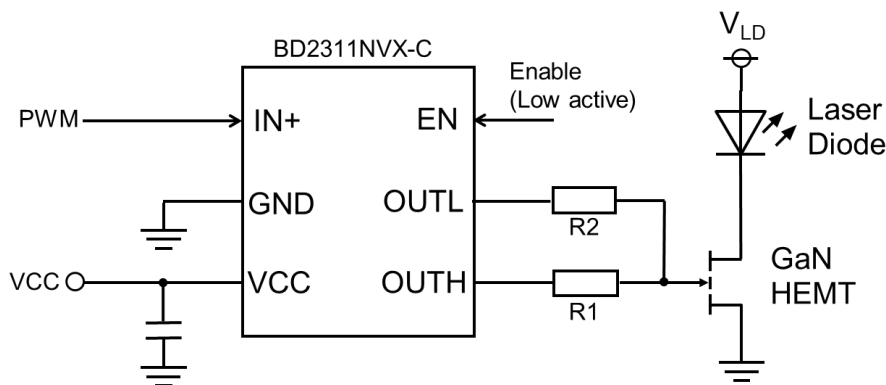 BD2311NVX-C
V_LD
Enable
(Low active)
PWM
IN+
EN
Laser
Diode
GND
OUTL
R2
GaN
HEMT
VCC
VCC
OUTH
R1